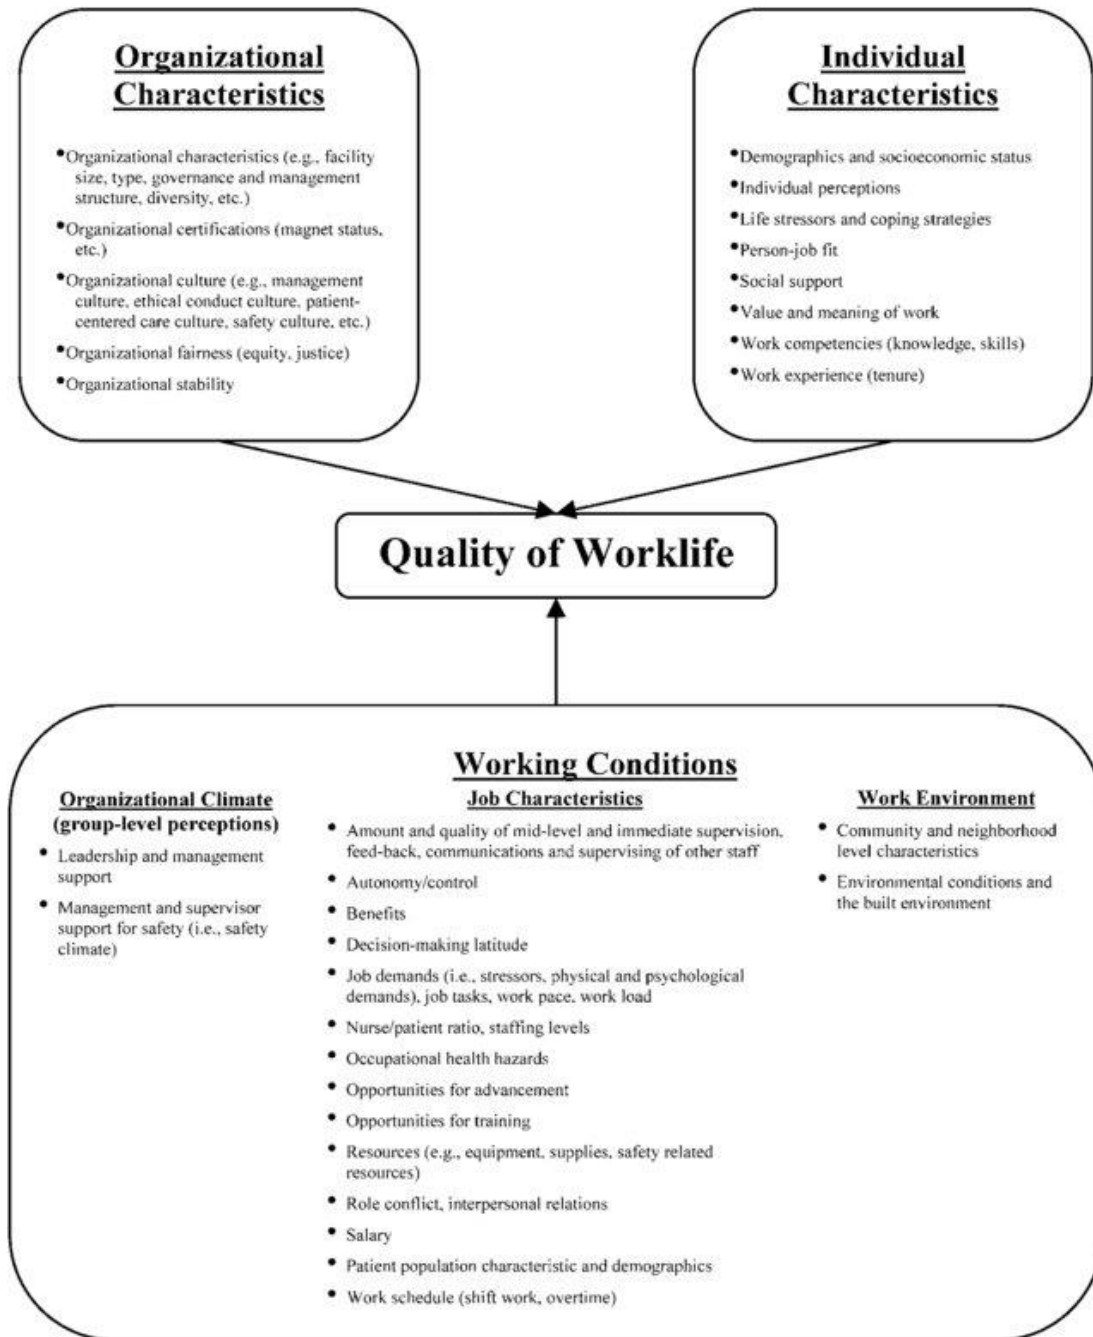 Organizational
Characteristics
•Organizational characteristics (e.g., facility
size, type, governance and management
structure, diversity, etc.)
•Organizational certifications (magnet status,
etc.)
•Organizational culture (e.g., management
culture, ethical conduct culture, patient-
centered care culture, safety culture, etc.)
•Organizational fairness (equity, justice)
•Organizational stability
Individual
Characteristics
•Demographics and socioeconomic status
•Individual perceptions
•Life stressors and coping strategies
•Person-job fit
•Social support
•Value and meaning of work
•Work competencies (knowledge, skills)
•Work experience (tenure)
Quality of Worklife
Working Conditions
Organizational Climate
(group-level perceptions)
• Leadership and management
support
• Management and supervisor
support for safety (i.e., safety
climate)
Job Characteristics
• Amount and quality of mid-level and immediate supervision,
feed-back, communications and supervising of other staff
• Autonomy/control
• Benefits
• Decision-making latitude
• Job demands (i.e., stressors, physical and psychological
demands), job tasks, work pace, work load
• Nurse/patient ratio, staffing levels
• Occupational health hazards
• Opportunities for advancement
• Opportunities for training
• Resources (e.g., equipment, supplies, safety related
resources)
• Role conflict, interpersonal relations
• Salary
• Patient population characteristic and demographics
• Work schedule (shift work, overtime)
Work Environment
• Community and neighborhood
level characteristics
• Environmental conditions and
the built environment